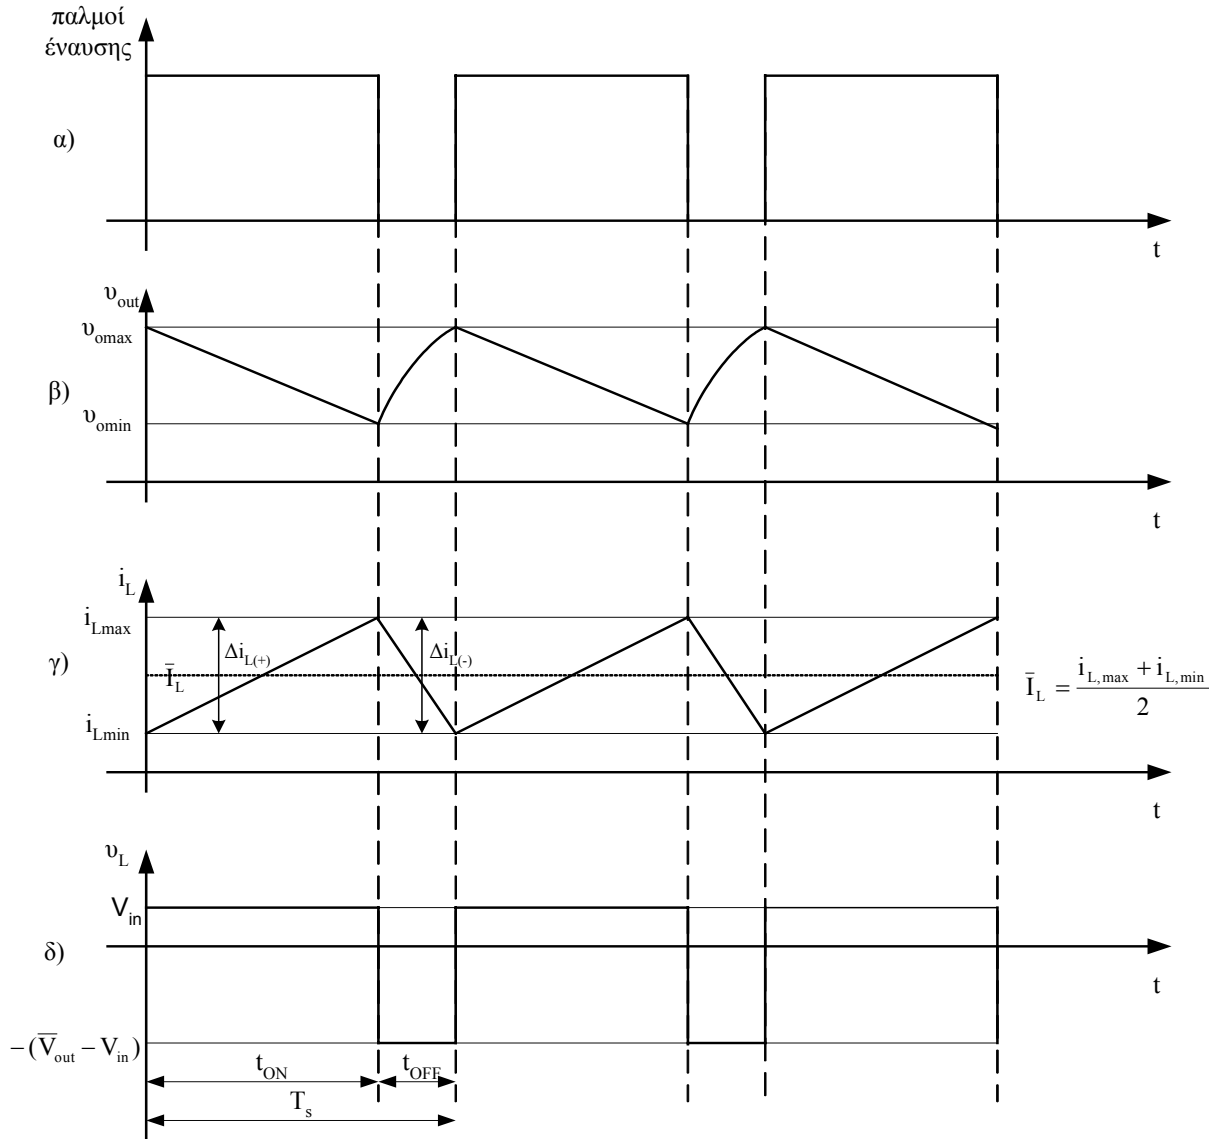 παλμοί
έναυσης
α)
t
υout
υomax
β)
υomin
t
iL
iLmax
γ)
ΔiL(+)
ΔiL(-)
ĪL
iLmin
ĪL = (iL,max + iL,min) / 2
t
υL
Vin
δ)
t
−(V̅out − Vin)
tON
tOFF
Ts